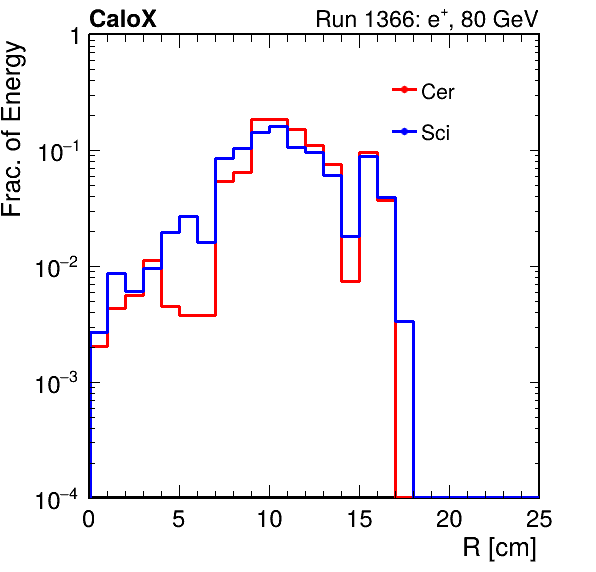 CaloX Run 1366: e⁺, 80 GeV
Frac. of Energy
1
10⁻¹
10⁻²
10⁻³
10⁻⁴
Cer
Sci
0 5 10 15 20 25
R [cm]